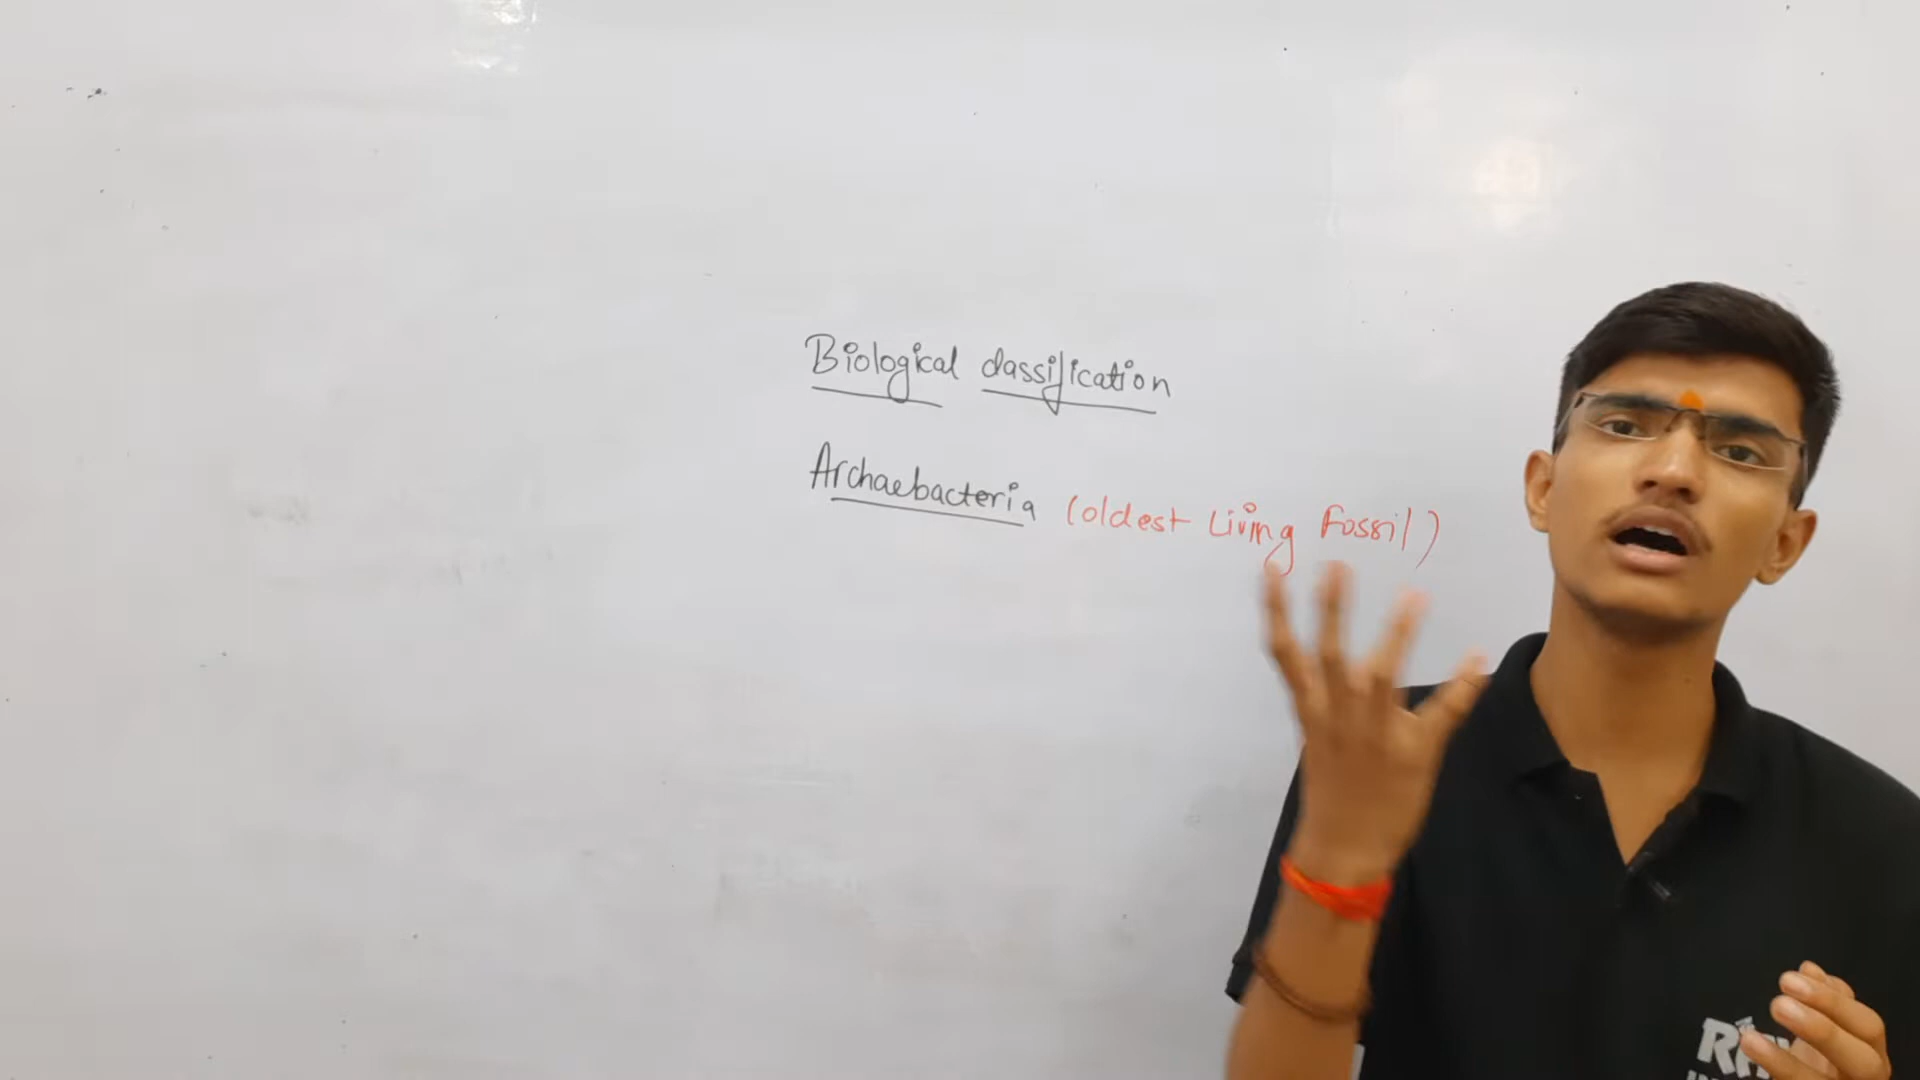 Biological classification
Archaebacteria (oldest Living Fossil)